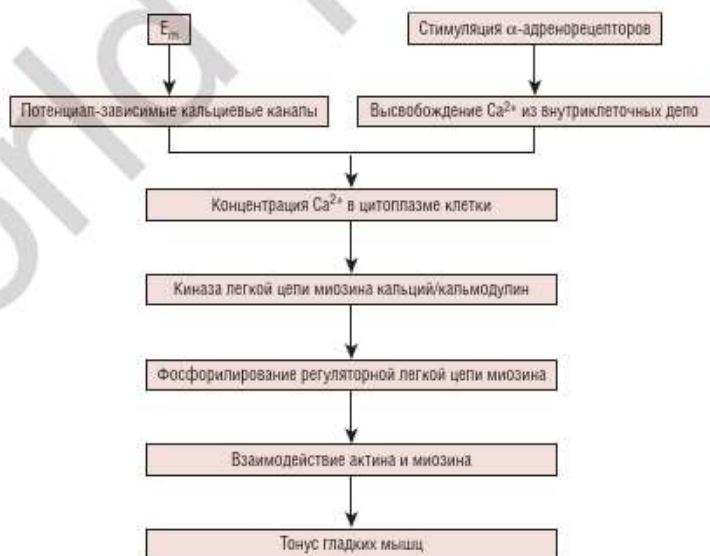 Em
Стимуляция α-адренорецепторов
Потенциал-зависимые кальциевые каналы
Высвобождение Ca²⁺ из внутриклеточных депо
Концентрация Ca²⁺ в цитоплазме клетки
Киназа легкой цепи миозина кальций/кальмодулин
Фосфорилирование регуляторной легкой цепи миозина
Взаимодействие актина и миозина
Тонус гладких мышц